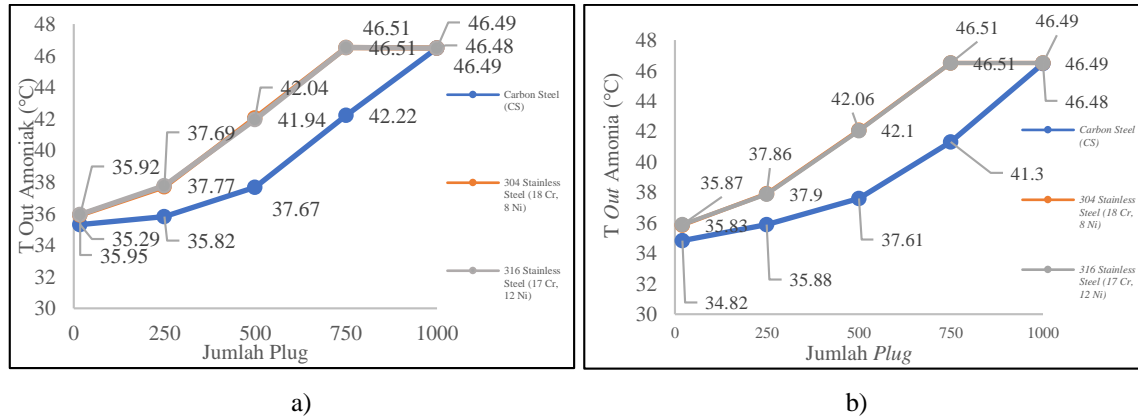 48
46
44
42
40
38
36
34
32
30
T Out Amoniak (°C)
0
250
500
750
1000
Jumlah Plug
46.51
46.49
46.51
46.48
46.49
42.04
41.94
42.22
37.69
37.77
37.67
35.92
35.29
35.82
35.95
Carbon Steel
(CS)
304 Stainless
Steel (18 Cr,
8 Ni)
316 Stainless
Steel (17 Cr,
12 Ni)
a)
48
46
44
42
40
38
36
34
32
30
T Out Amonia (°C)
0
250
500
750
1000
Jumlah Plug
46.51
46.49
46.51
46.49
46.48
42.06
42.1
41.3
37.86
37.9
37.61
35.87
35.83
35.88
34.82
Carbon Steel
(CS)
304 Stainless
Steel (18 Cr,
8 Ni)
316 Stainless
Steel (17 Cr,
12 Ni)
b)